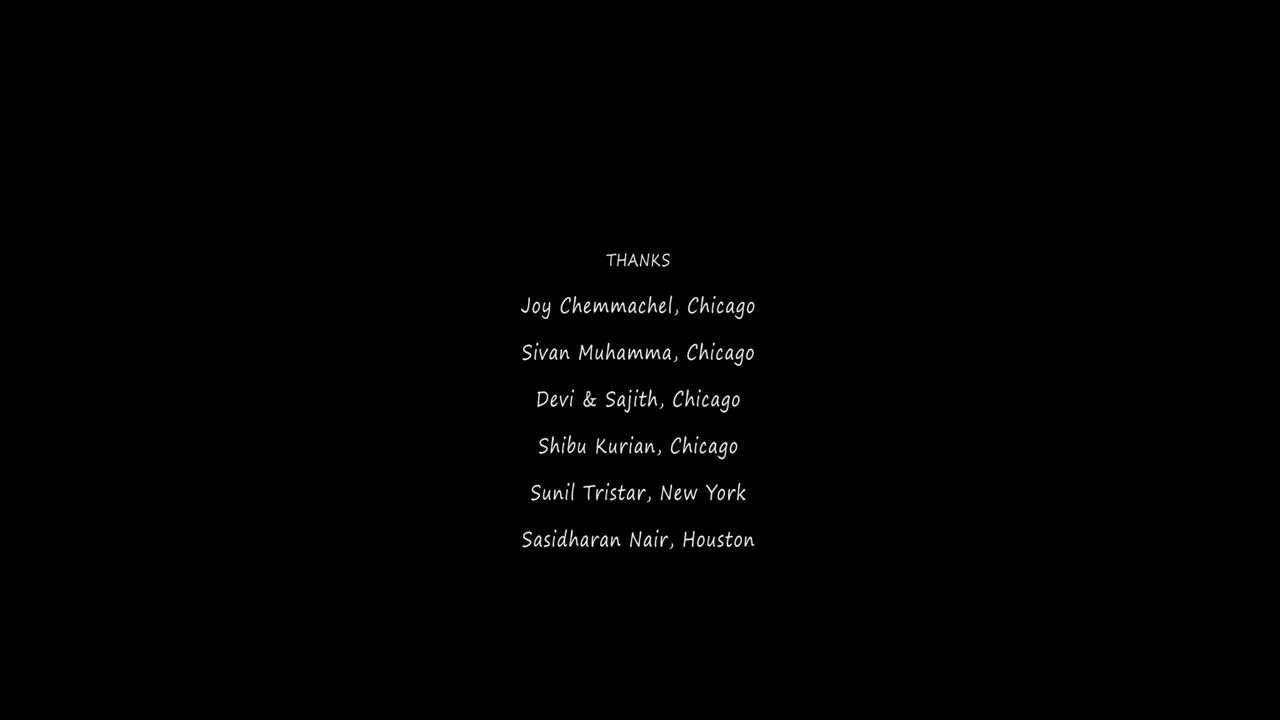 THANKS
Joy Chemmachel, Chicago
Sivan Muhamma, Chicago
Devi & Sajith, Chicago
Shibu Kurian, Chicago
Sunil Tristar, New York
Sasidharan Nair, Houston